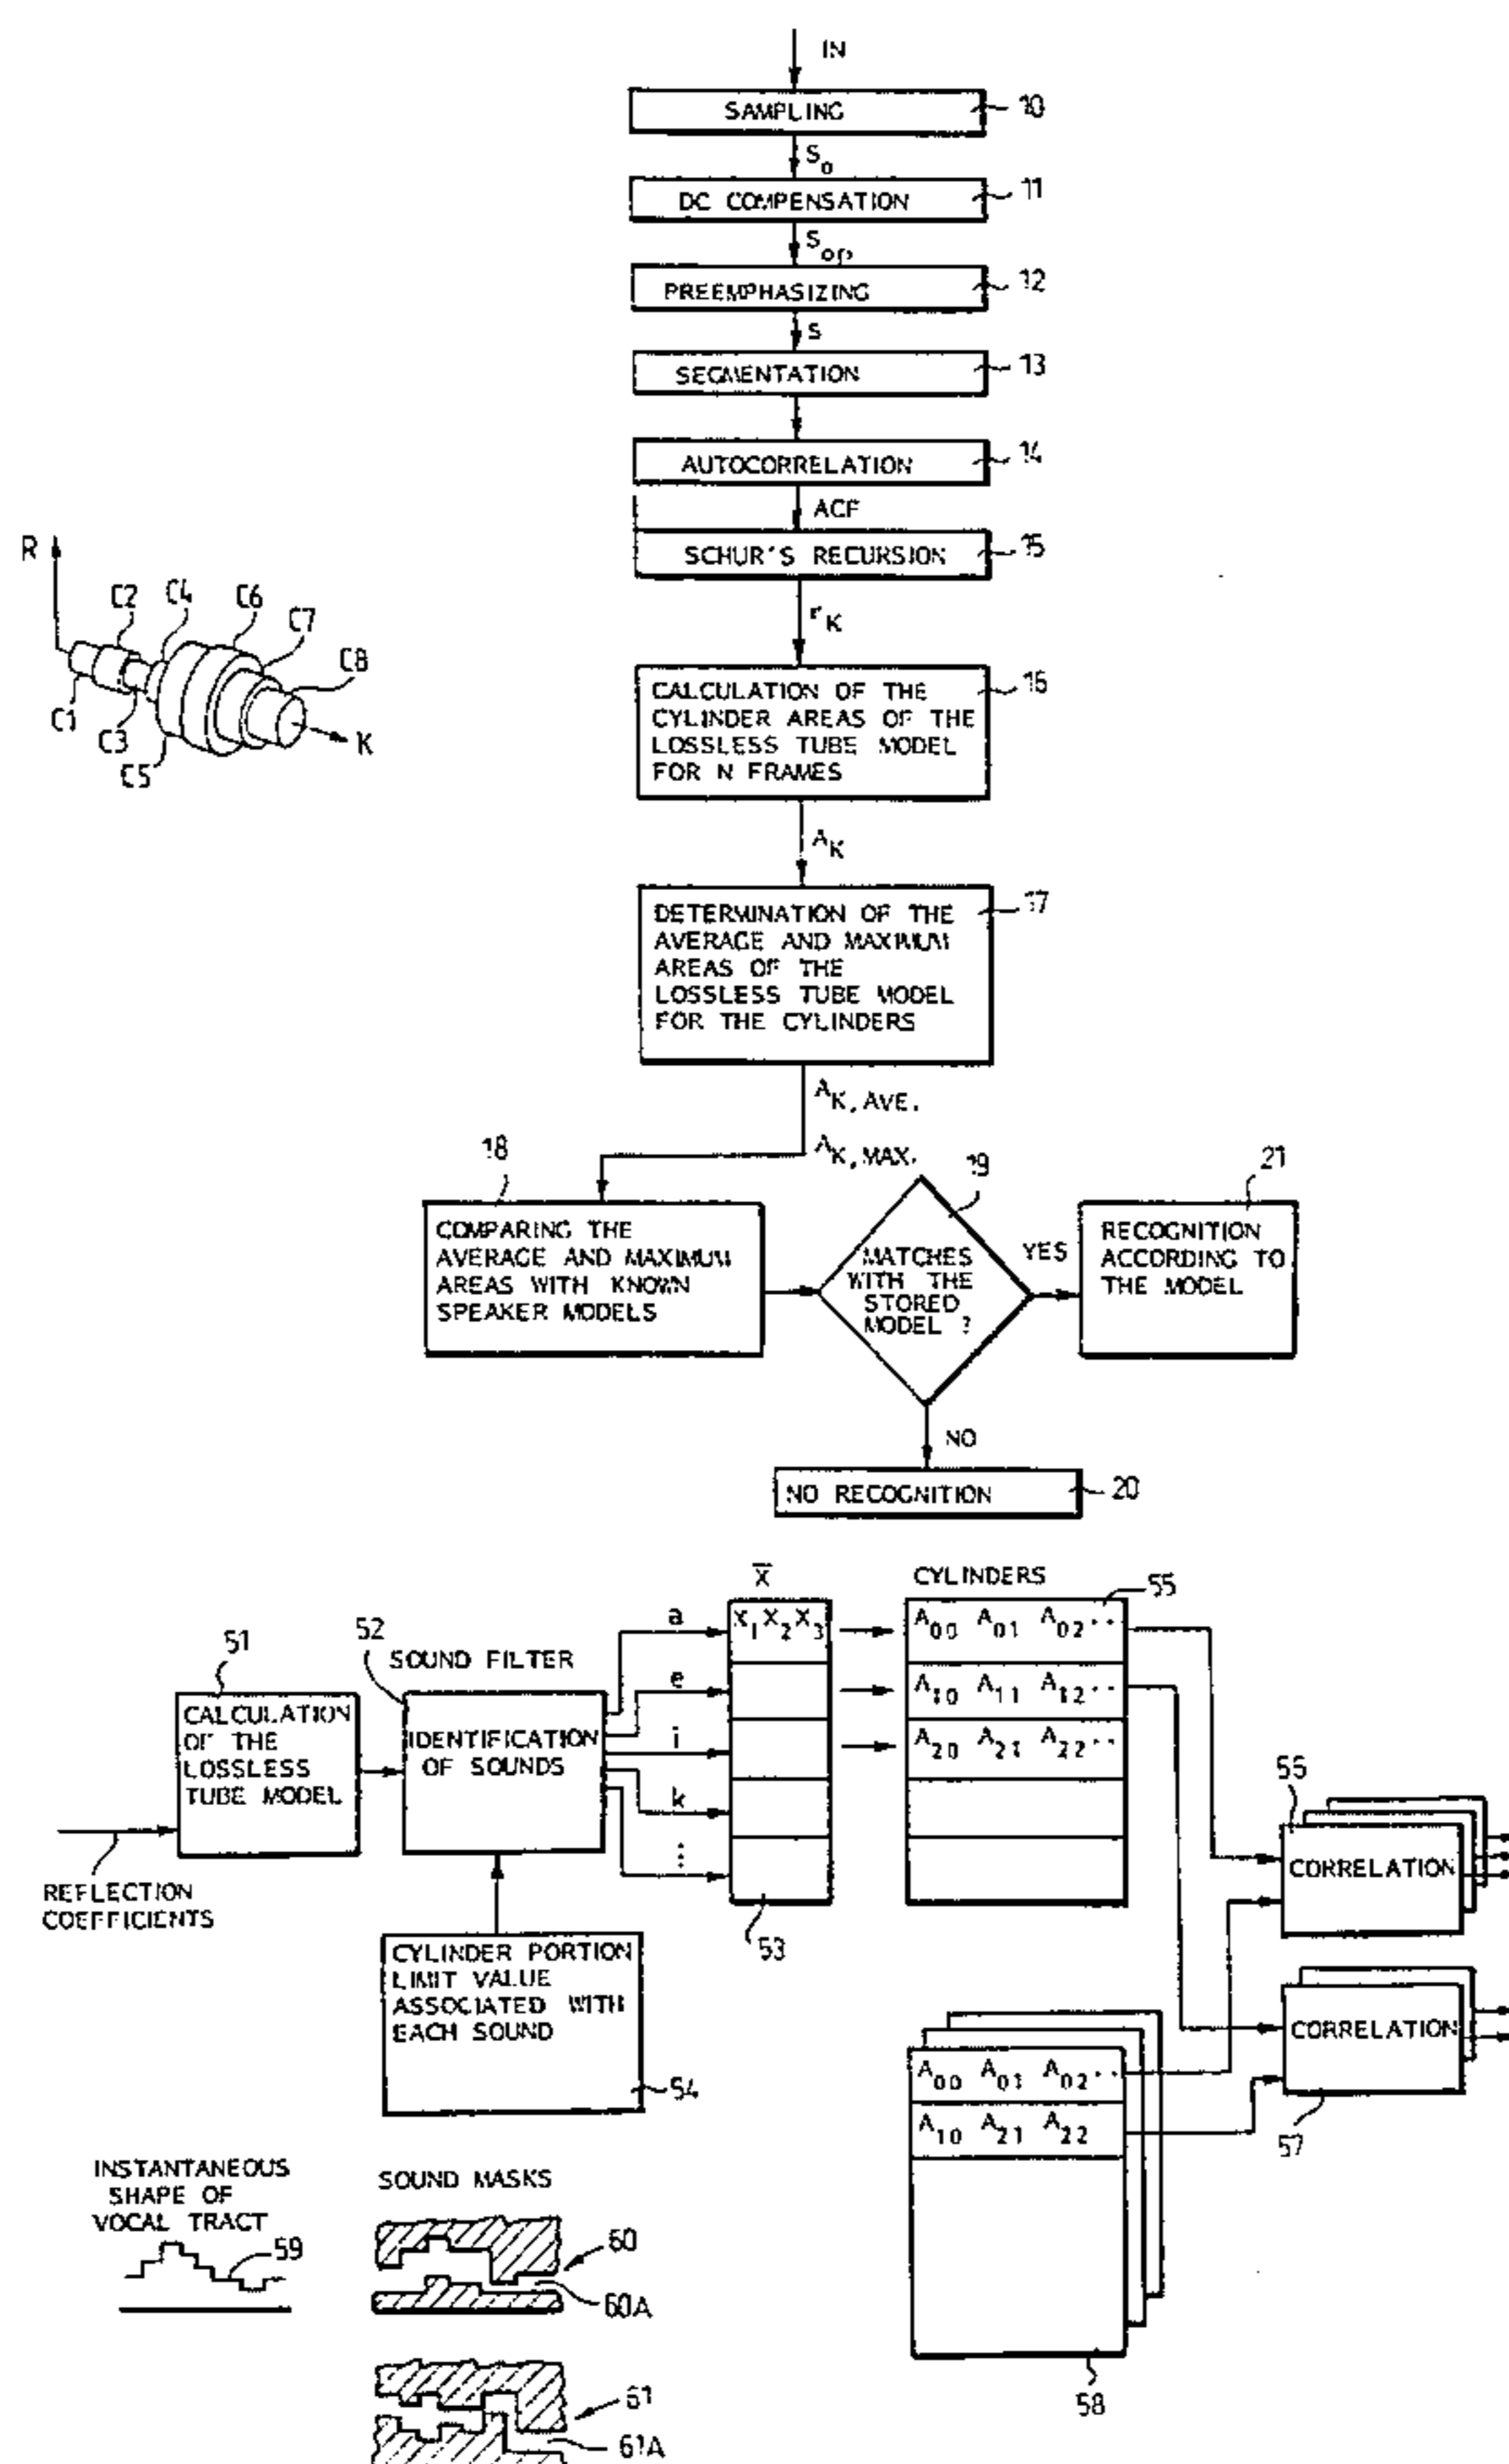 IN
SAMPLING
10
So
DC COMPENSATION
11
Sop
PREEMPHASIZING
12
S
SEGMENTATION
13
AUTOCORRELATION
14
ACF
SCHUR'S RECURSION
15
rK
R
C1
C2
C3
C4
C5
C6
C7
C8
K
CALCULATION OF THE
CYLINDER AREAS OF THE
LOSSLESS TUBE MODEL
FOR N FRAMES
16
AK
DETERMINATION OF THE
AVERAGE AND MAXIMUM
AREAS OF THE
LOSSLESS TUBE MODEL
FOR THE CYLINDERS
17
AK, AVE.
AK, MAX.
18
COMPARING THE
AVERAGE AND MAXIMUM
AREAS WITH KNOWN
SPEAKER MODELS
19
MATCHES
WITH THE
STORED
MODEL ?
YES
21
RECOGNITION
ACCORDING TO
THE MODEL
NO
NO RECOGNITION
20
REFLECTION
COEFFICIENTS
51
CALCULATION
OF THE
LOSSLESS
TUBE MODEL
52
SOUND FILTER
IDENTIFICATION
OF SOUNDS
a
e
i
k
⋮
X̅
X1 X2 X3
53
CYLINDERS
55
A00 A01 A02··
A10 A11 A12··
A20 A21 A22··
CYLINDER PORTION
LIMIT VALUE
ASSOCIATED WITH
EACH SOUND
54
56
CORRELATION
CORRELATION
57
A00 A01 A02··
A10 A21 A22
58
INSTANTANEOUS
SHAPE OF
VOCAL TRACT
59
SOUND MASKS
60
60A
61
61A